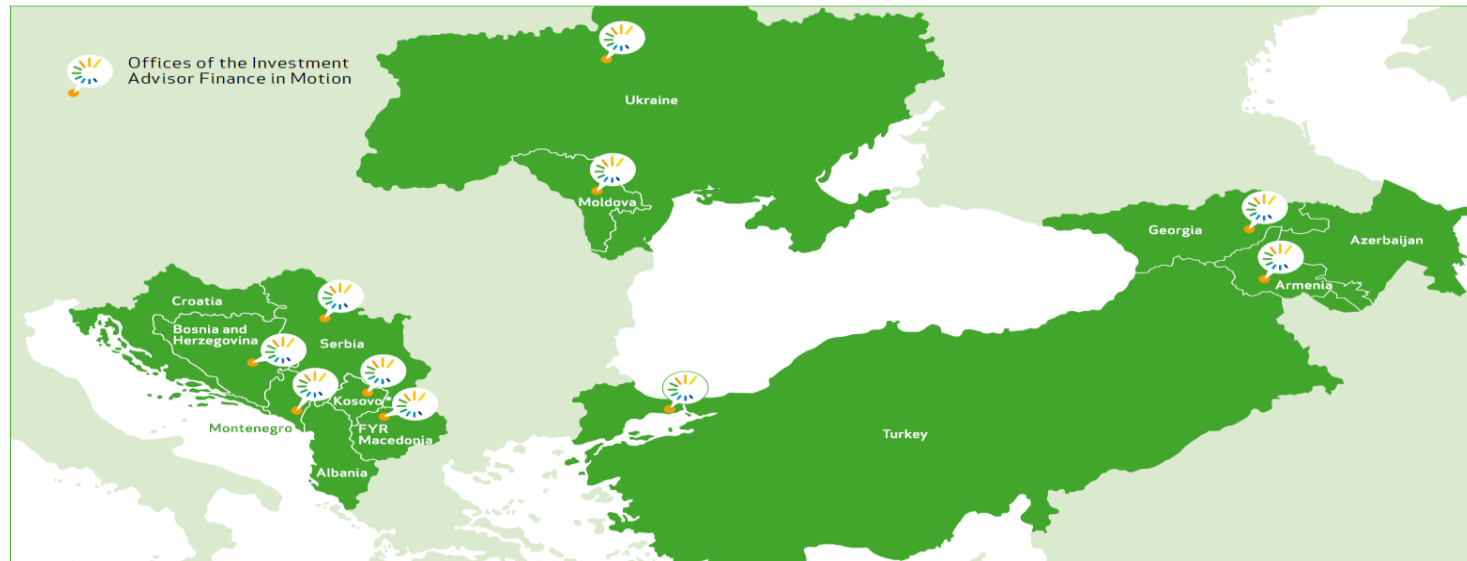 Offices of the Investment
Advisor Finance in Motion
Ukraine
Moldova
Georgia
Azerbaijan
Armenia
Croatia
Bosnia and
Herzegovina
Serbia
Kosovo*
Montenegro
FYR
Macedonia
Albania
Turkey